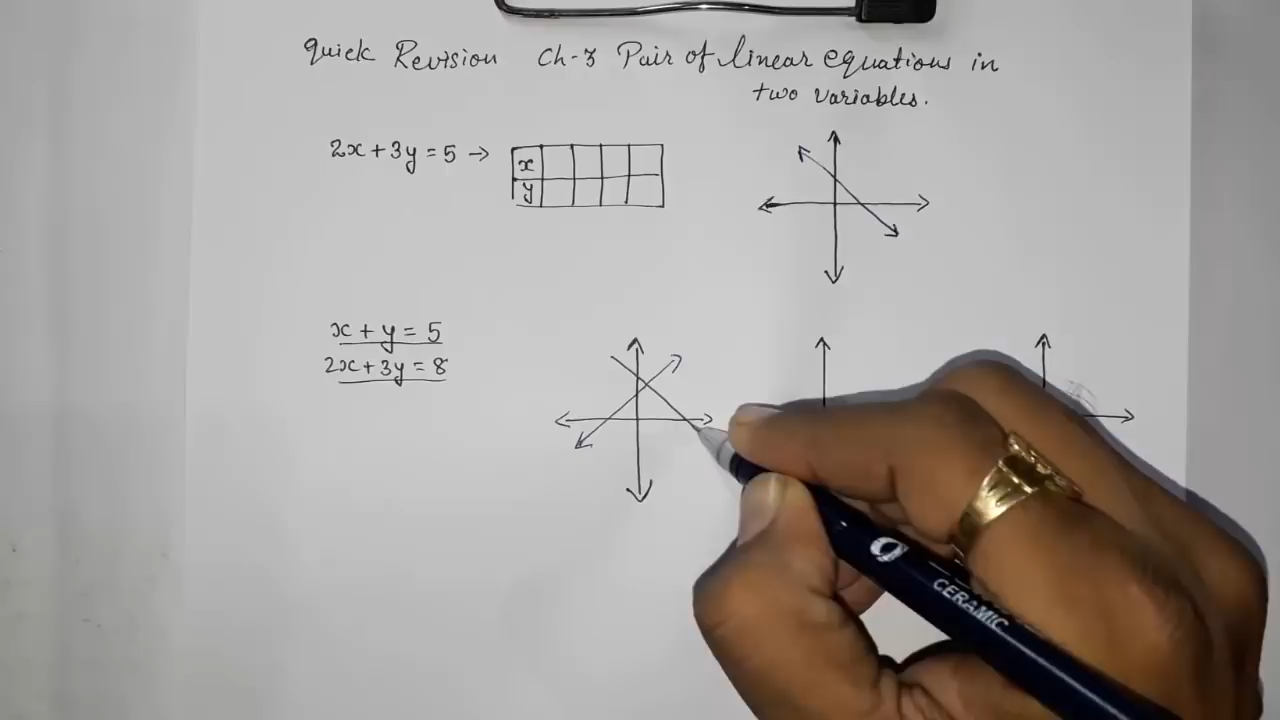 Quick Revision Ch-3 Pair of linear equations in
two variables.
2x + 3y = 5 →
x
y
x + y = 5
2x + 3y = 8
CERAMIC